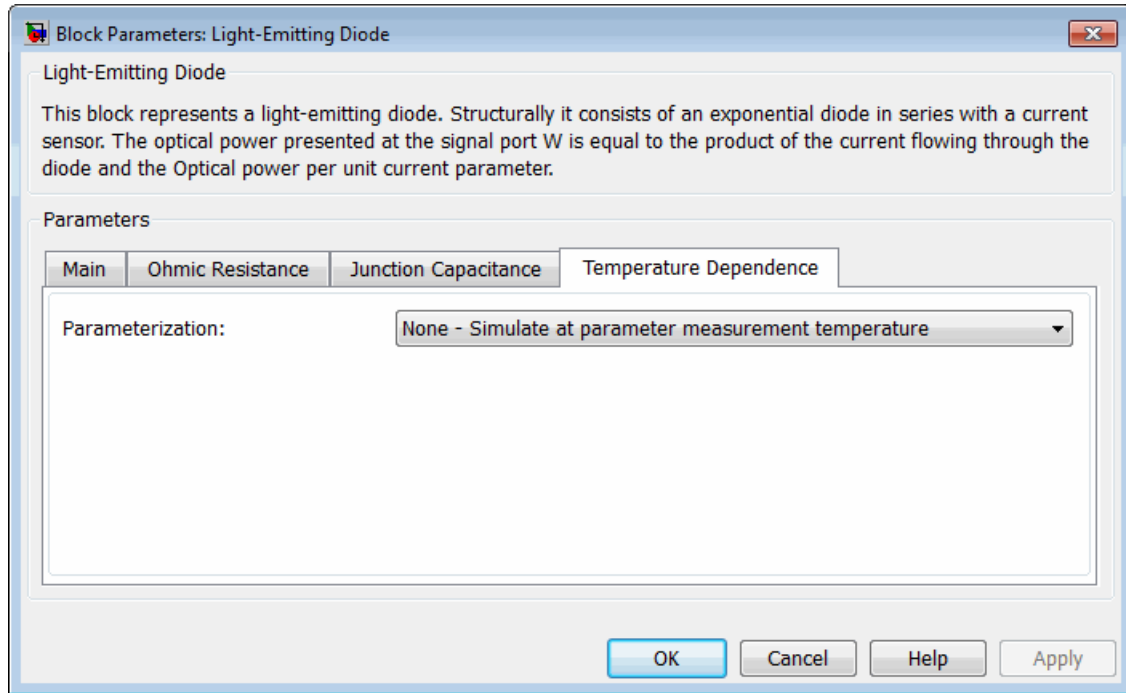 Block Parameters: Light-Emitting Diode
Light-Emitting Diode
This block represents a light-emitting diode. Structurally it consists of an exponential diode in series with a current
sensor. The optical power presented at the signal port W is equal to the product of the current flowing through the
diode and the Optical power per unit current parameter.
Parameters
Main Ohmic Resistance Junction Capacitance Temperature Dependence
Parameterization: None - Simulate at parameter measurement temperature
OK Cancel Help Apply